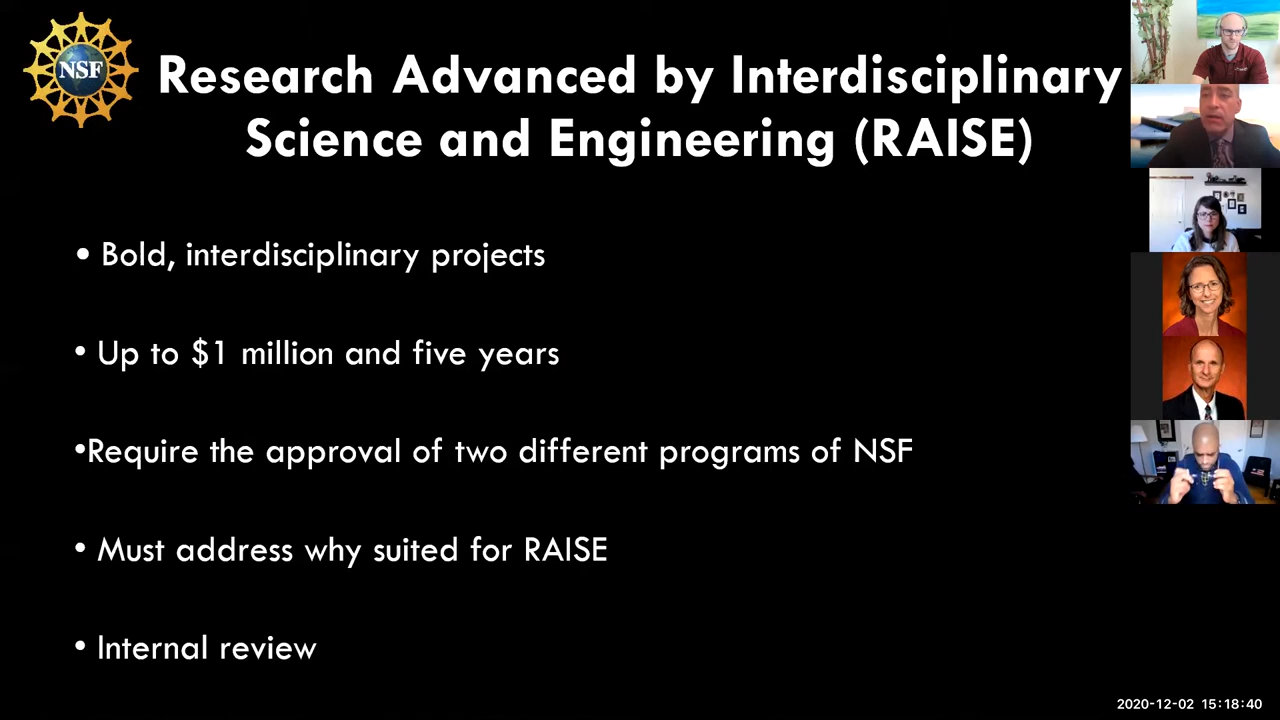 NSF
Research Advanced by Interdisciplinary
Science and Engineering (RAISE)
• Bold, interdisciplinary projects
• Up to $1 million and five years
•Require the approval of two different programs of NSF
• Must address why suited for RAISE
• Internal review
2020-12-02 15:18:40